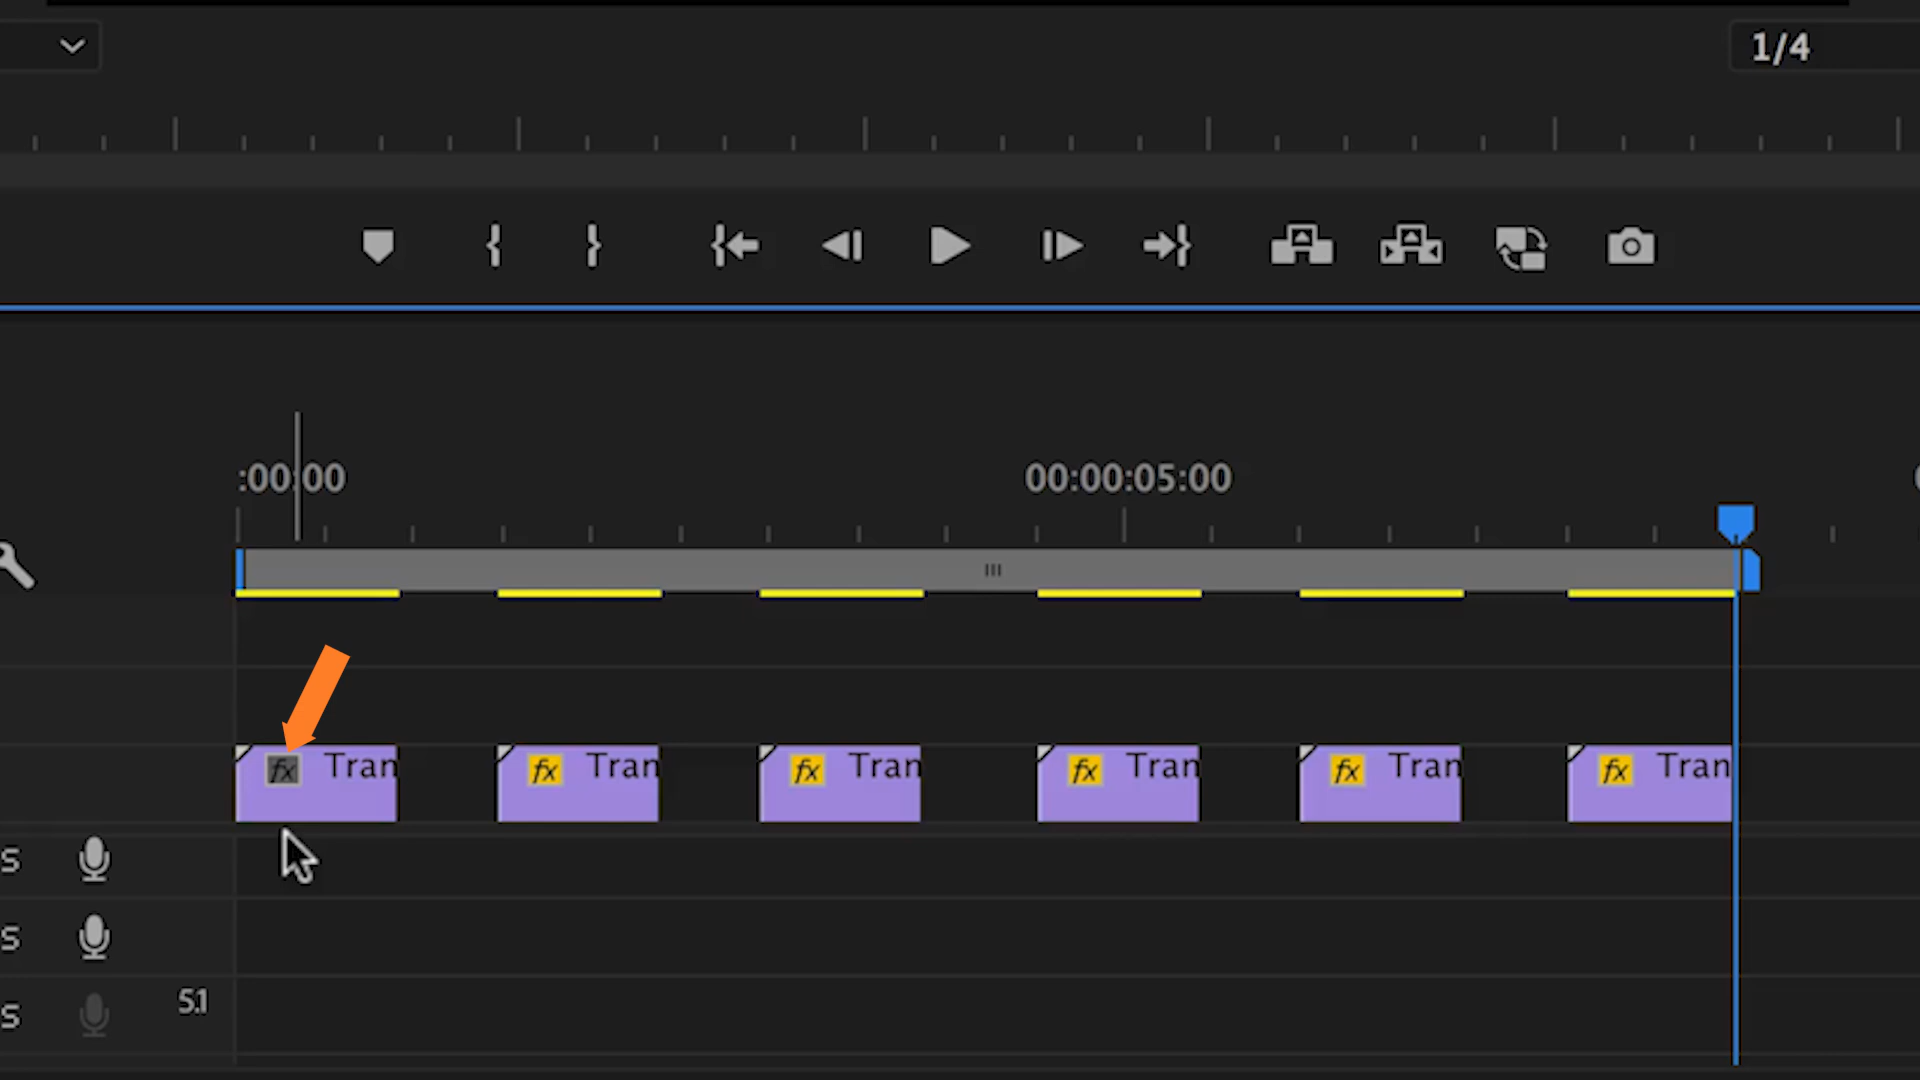 1/4
:00:00 00:00:05:00
fx Tran fx Tran fx Tran fx Tran fx Tran fx Tran
S
S
S 5.1